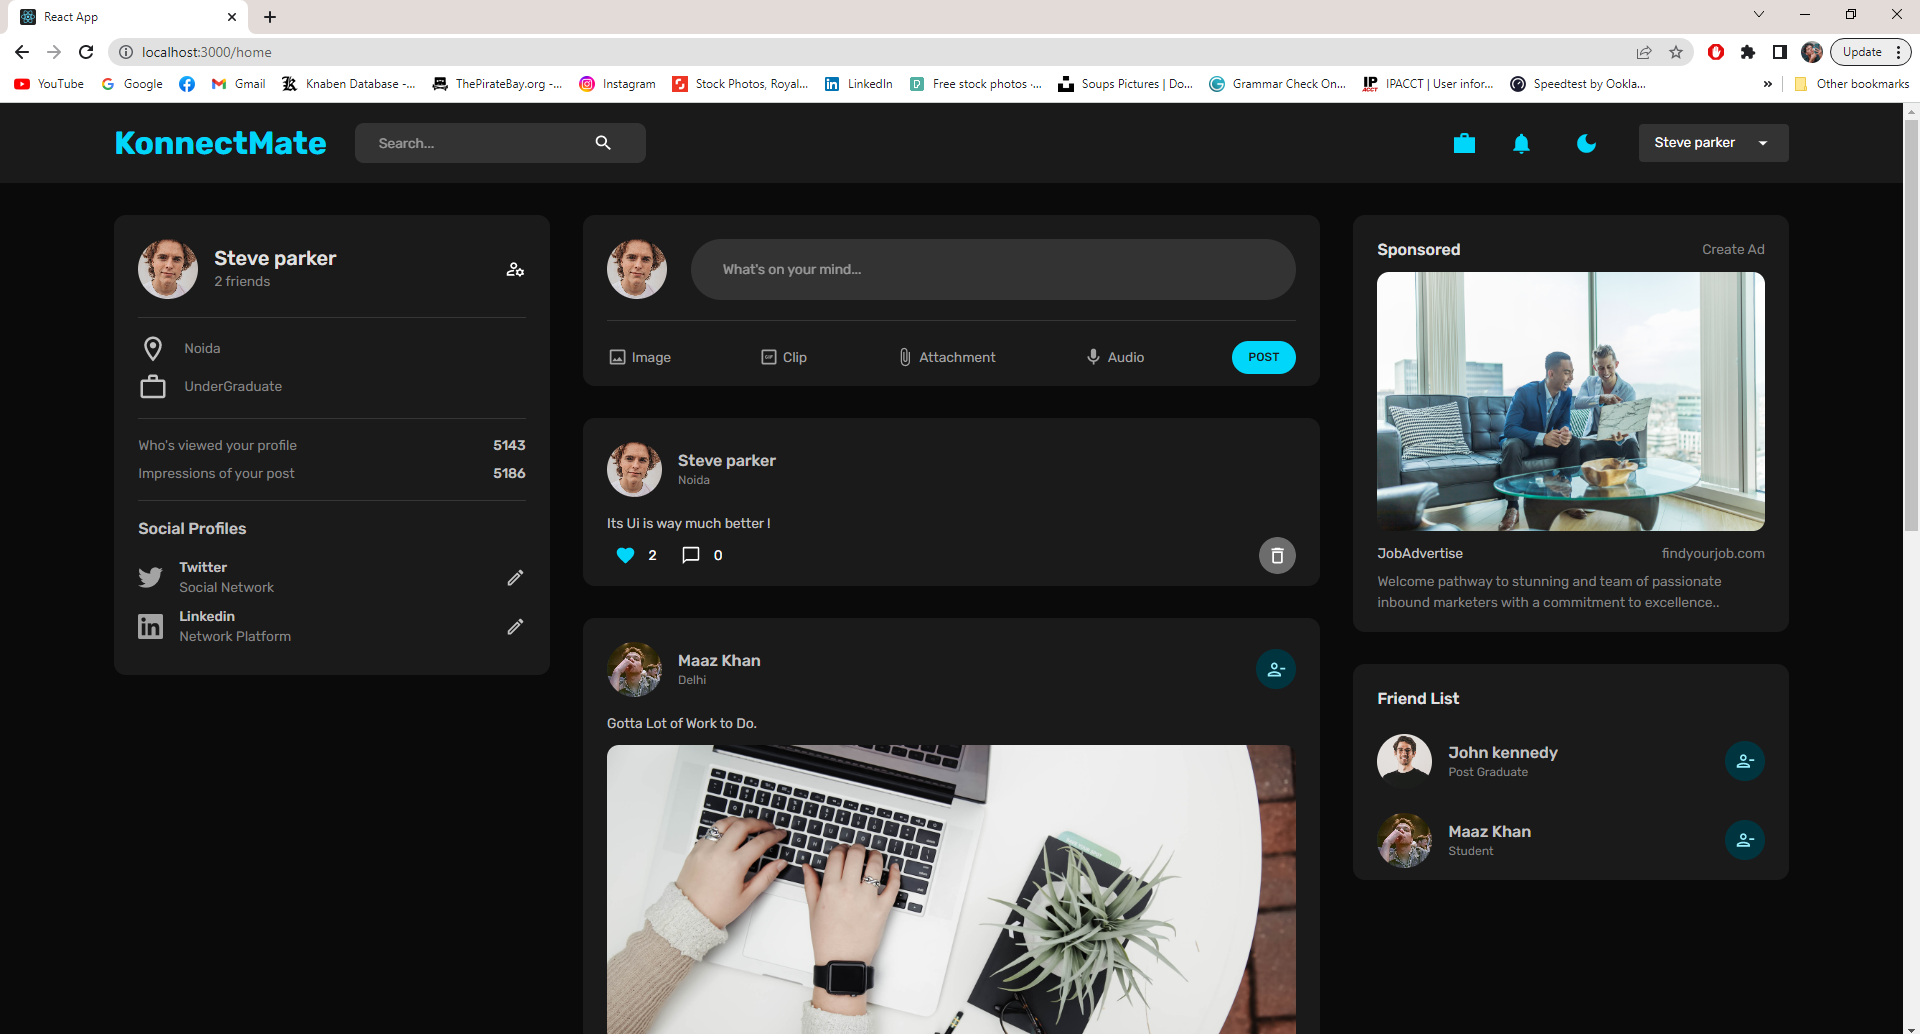 React App
localhost:3000/home
Update
YouTube
Google
Gmail
Knaben Database -...
ThePirateBay.org -...
Instagram
Stock Photos, Royal...
LinkedIn
Free stock photos ·...
Soups Pictures | Do...
Grammar Check On...
IPACCT | User infor...
Speedtest by Ookla...
»
Other bookmarks
KonnectMate
Search...
Steve parker
Steve parker
2 friends
Noida
UnderGraduate
Who's viewed your profile 5143
Impressions of your post 5186
Social Profiles
Twitter
Social Network
Linkedin
Network Platform
What's on your mind...
Image
Clip
Attachment
Audio
POST
Steve parker
Noida
Its Ui is way much better !
2
0
Maaz Khan
Delhi
Gotta Lot of Work to Do.
Sponsored
Create Ad
JobAdvertise
findyourjob.com
Welcome pathway to stunning and team of passionate
inbound marketers with a commitment to excellence..
Friend List
John kennedy
Post Graduate
Maaz Khan
Student